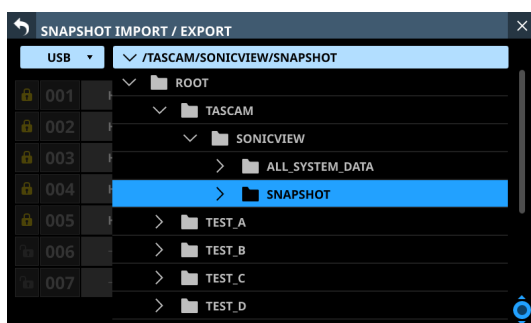 SNAPSHOT IMPORT / EXPORT
USB
/TASCAM/SONICVIEW/SNAPSHOT
ROOT
001
TASCAM
002
SONICVIEW
003
ALL_SYSTEM_DATA
004
SNAPSHOT
005
TEST_A
006
TEST_B
007
TEST_C
TEST_D